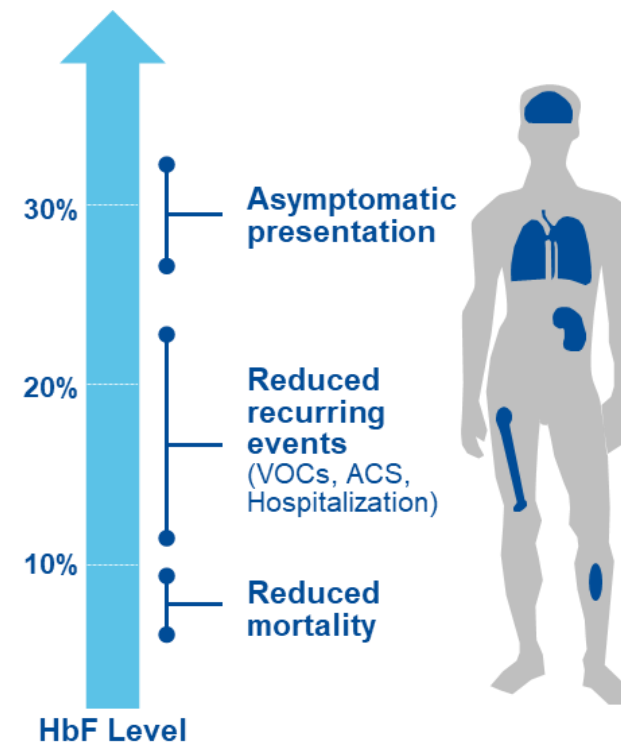 30%
Asymptomatic
presentation
20%
Reduced
recurring
events
(VOCs, ACS,
Hospitalization)
10%
Reduced
mortality
HbF Level